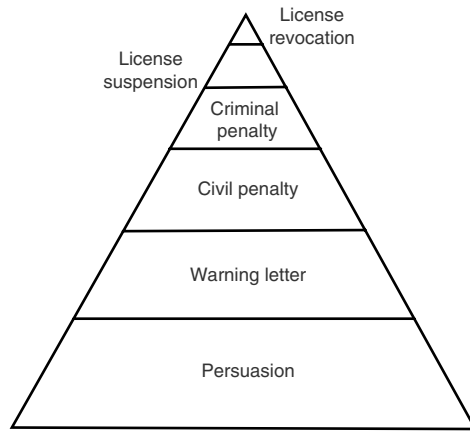 License
revocation
License
suspension
Criminal
penalty
Civil penalty
Warning letter
Persuasion